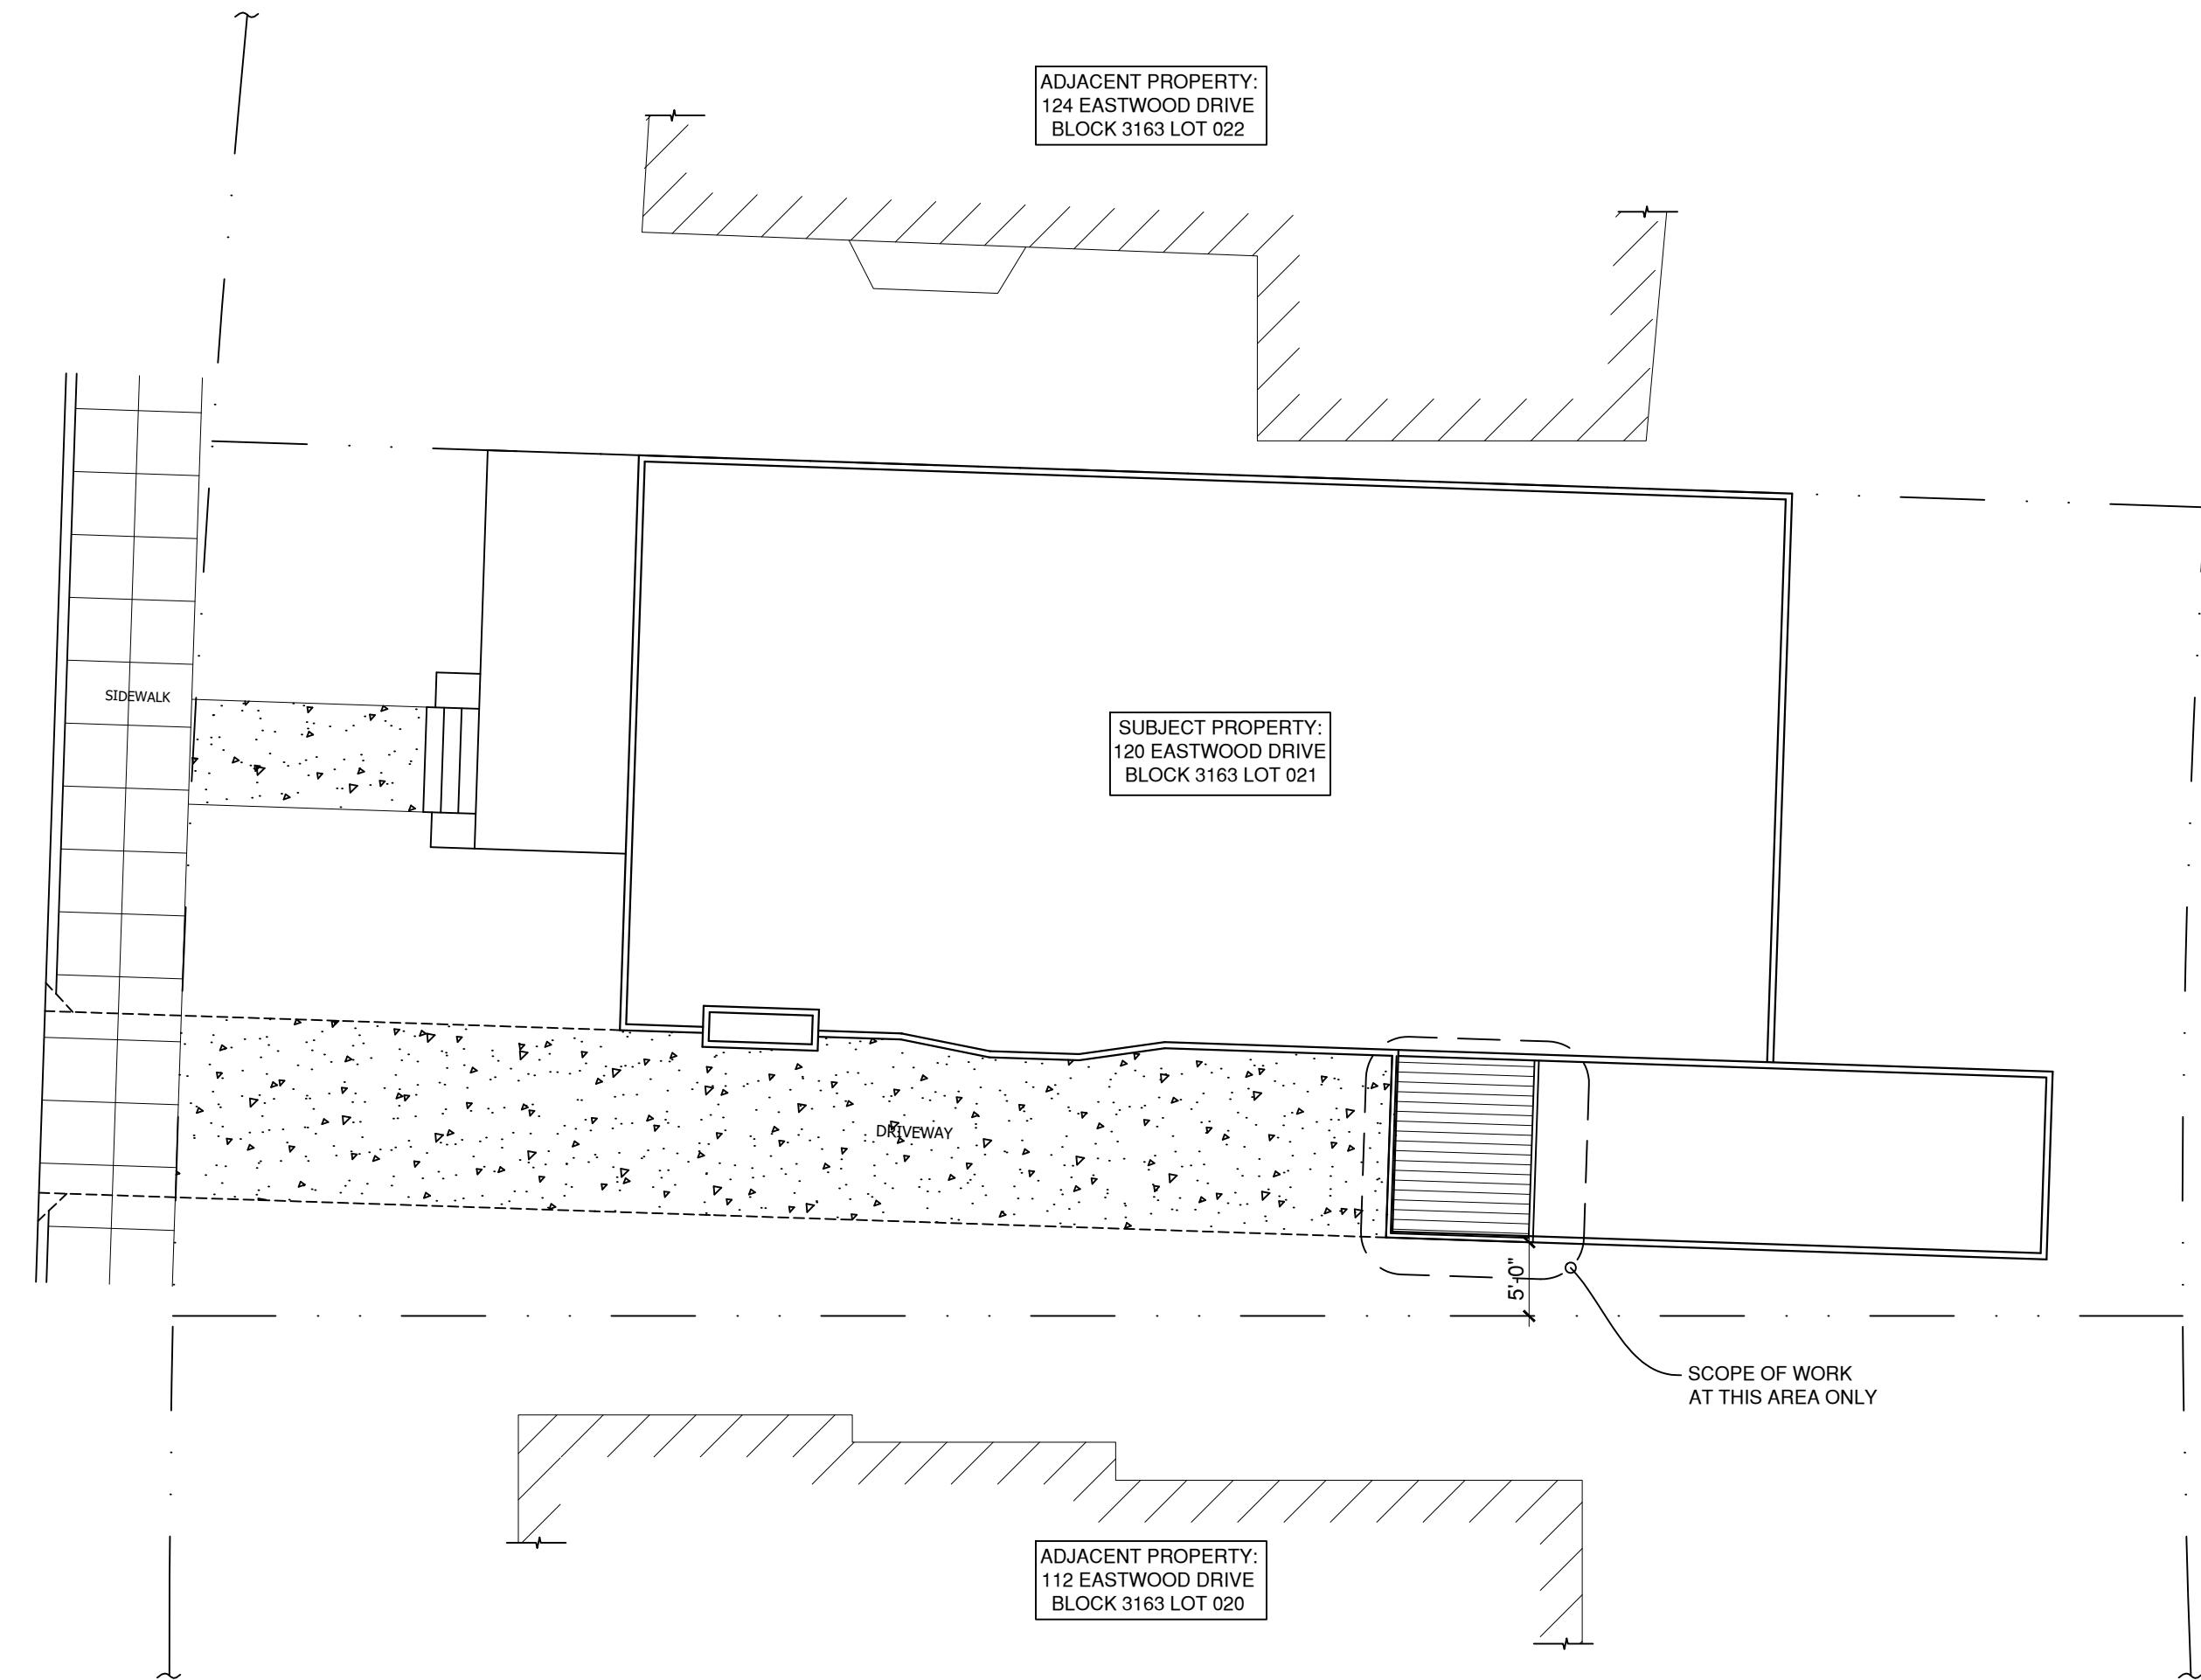 ADJACENT PROPERTY:
124 EASTWOOD DRIVE
BLOCK 3163 LOT 022
SIDEWALK
SUBJECT PROPERTY:
120 EASTWOOD DRIVE
BLOCK 3163 LOT 021
DRIVEWAY
5'-0"
SCOPE OF WORK
AT THIS AREA ONLY
ADJACENT PROPERTY:
112 EASTWOOD DRIVE
BLOCK 3163 LOT 020